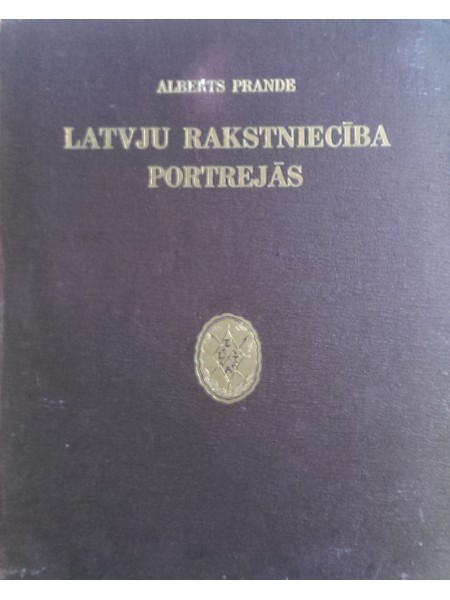 ALBERTS PRANDE
LATVJU RAKSTNIECĪBA
PORTREJĀS